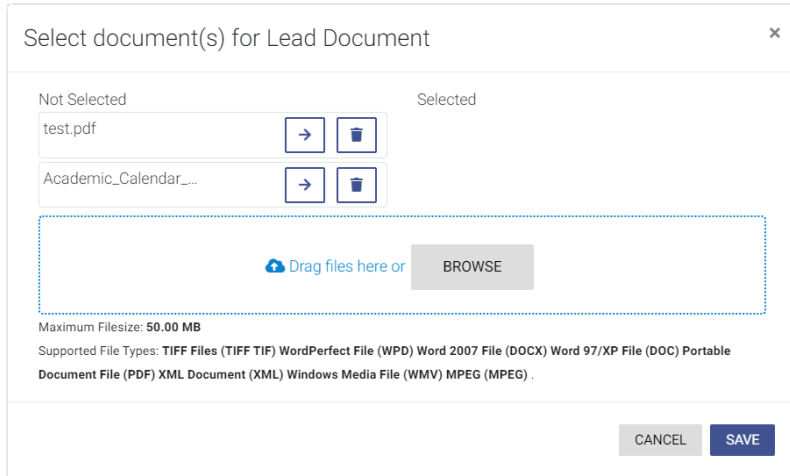 Select document(s) for Lead Document
×
Not Selected
Selected
test.pdf
Academic_Calendar_...
Drag files here or BROWSE
Maximum Filesize: 50.00 MB
Supported File Types: TIFF Files (TIFF TIF) WordPerfect File (WPD) Word 2007 File (DOCX) Word 97/XP File (DOC) Portable
Document File (PDF) XML Document (XML) Windows Media File (WMV) MPEG (MPEG) .
CANCEL SAVE